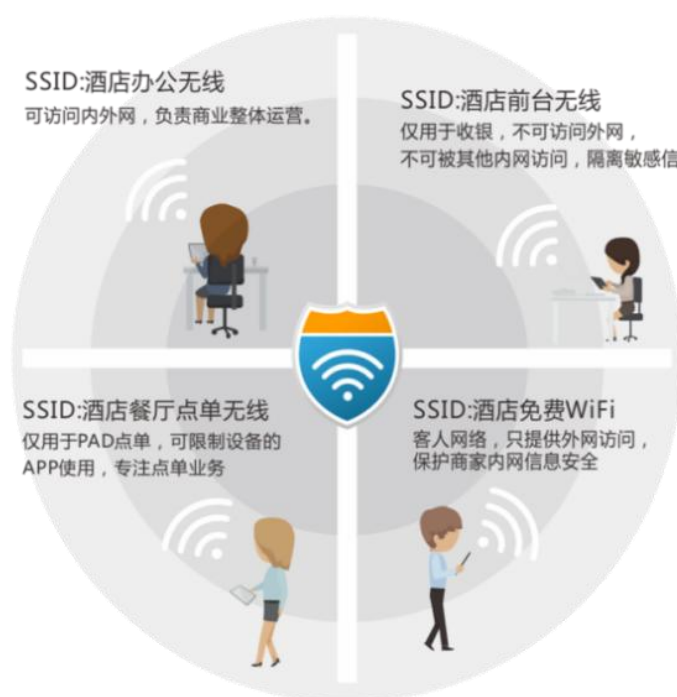 SSID:酒店办公无线
可访问内外网，负责商业整体运营。
SSID:酒店前台无线
仅用于收银，不可访问外网，
不可被其他内网访问，隔离敏感信
SSID:酒店餐厅点单无线
仅用于PAD点单，可限制设备的
APP使用，专注点单业务
SSID:酒店免费WiFi
客人网络，只提供外网访问，
保护商家内网信息安全